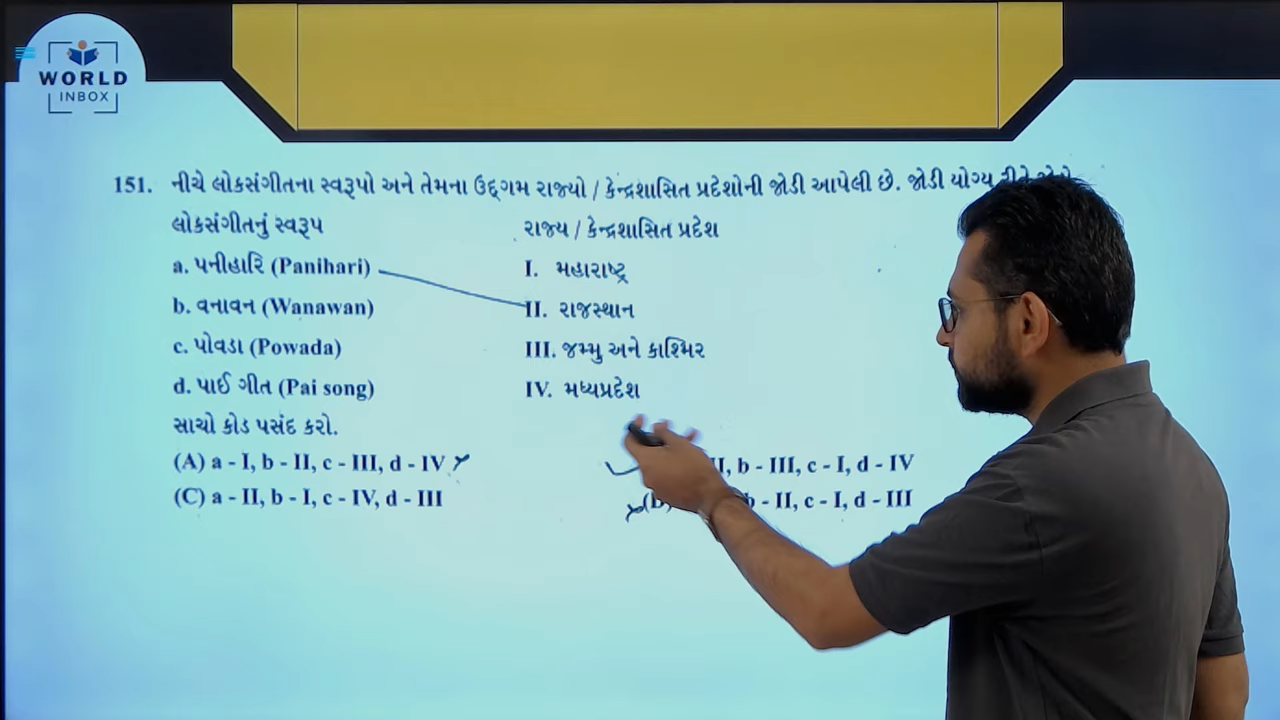 WORLD
INBOX
151. નીચે લોકસંગીતના સ્વરૂપો અને તેમના ઉદ્દગમ રાજ્યો / કેન્દ્રશાસિત પ્રદેશોની જોડી આપેલી છે. જોડી યોગ્ય
લોકસંગીતનું સ્વરૂપ રાજ્ય / કેન્દ્રશાસિત પ્રદેશ
a. પનીહારિ (Panihari) I. મહારાષ્ટ્ર
b. વનાવન (Wanawan) II. રાજસ્થાન
c. પોવડા (Powada) III. જમ્મુ અને કાશ્મિર
d. પાઈ ગીત (Pai song) IV. મધ્યપ્રદેશ
સાચો કોડ પસંદ કરો.
(A) a - I, b - II, c - III, d - IV b - III, c - I, d - IV
(C) a - II, b - I, c - IV, d - III b - II, c - I, d - III